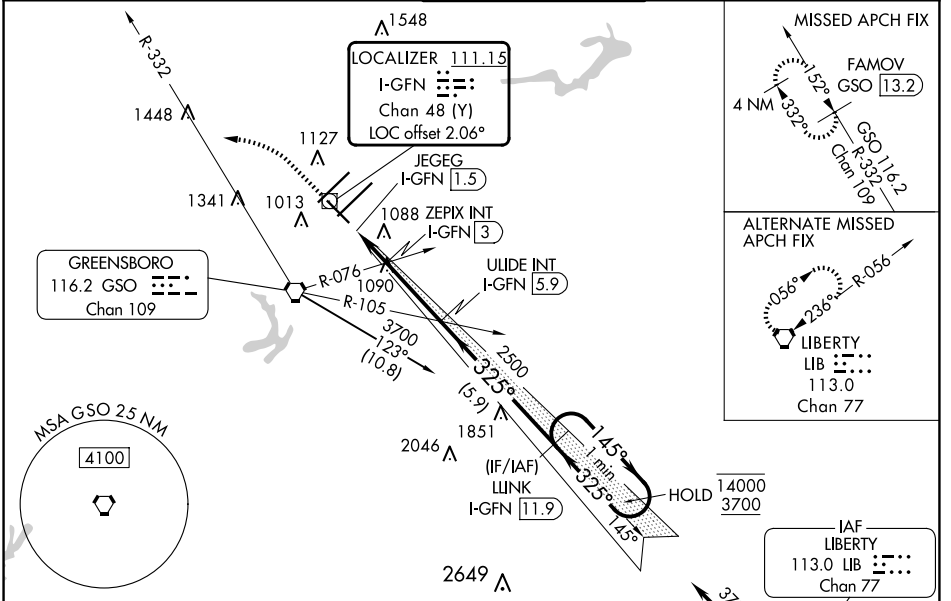 R-332
1548
LOCALIZER 111.15
I-GFN
Chan 48 (Y)
LOC offset 2.06°
1448
1127
JEGEG
I-GFN 1.5
1341
1013
1088
ZEPIX INT
I-GFN 3
GREENSBORO
116.2 GSO
Chan 109
R-076
1090
ULIDE INT
I-GFN 5.9
R-105
3700
123°
(10.8)
2500
325°
(5.9)
MSA GSO 25 NM
4100
2046
1851
145°
1 min
(IF/IAF)
LLINK
I-GFN 11.9
325°
145°
HOLD
14000
3700
2649
MISSED APCH FIX
FAMOV
GSO 13.2
152°
4 NM
332°
GSO 116.2
R-332
Chan 109
ALTERNATE MISSED
APCH FIX
056°
R-056
236°
LIBERTY
LIB
113.0
Chan 77
IAF
LIBERTY
113.0 LIB
Chan 77